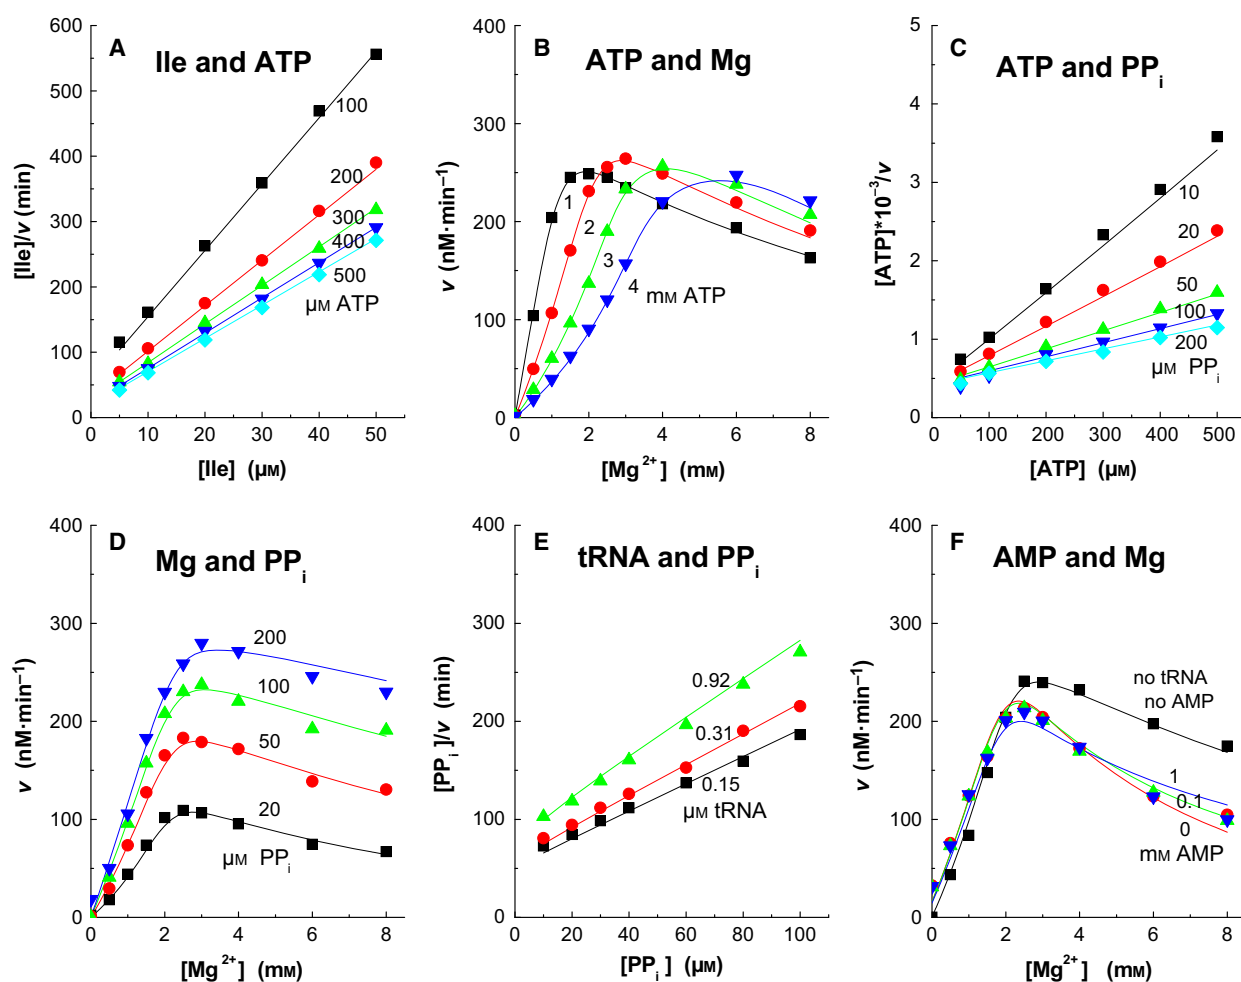 A
Ile and ATP
[Ile]/v (min)
600
500
400
300
200
100
0
100
200
300
400
500
µM ATP
0 10 20 30 40 50
[Ile] (µM)
B
ATP and Mg
v (nM·min−1)
400
300
200
100
0
1
2
3
4 mM ATP
0 2 4 6 8
[Mg2+] (mM)
C
ATP and PPi
[ATP]*10−3/v
5
4
3
2
1
0
10
20
50
100
200
µM PPi
0 100 200 300 400 500
[ATP] (µM)
D
Mg and PPi
v (nM·min−1)
400
300
200
100
0
200
100
50
20
µM PPi
0 2 4 6 8
[Mg2+] (mM)
E
tRNA and PPi
[PPi]/v (min)
400
300
200
100
0
0.92
0.31
0.15
µM tRNA
20 40 60 80 100
[PPi] (µM)
F
AMP and Mg
v (nM·min−1)
400
300
200
100
0
no tRNA
no AMP
1
0.1
0
mM AMP
0 2 4 6 8
[Mg2+] (mM)